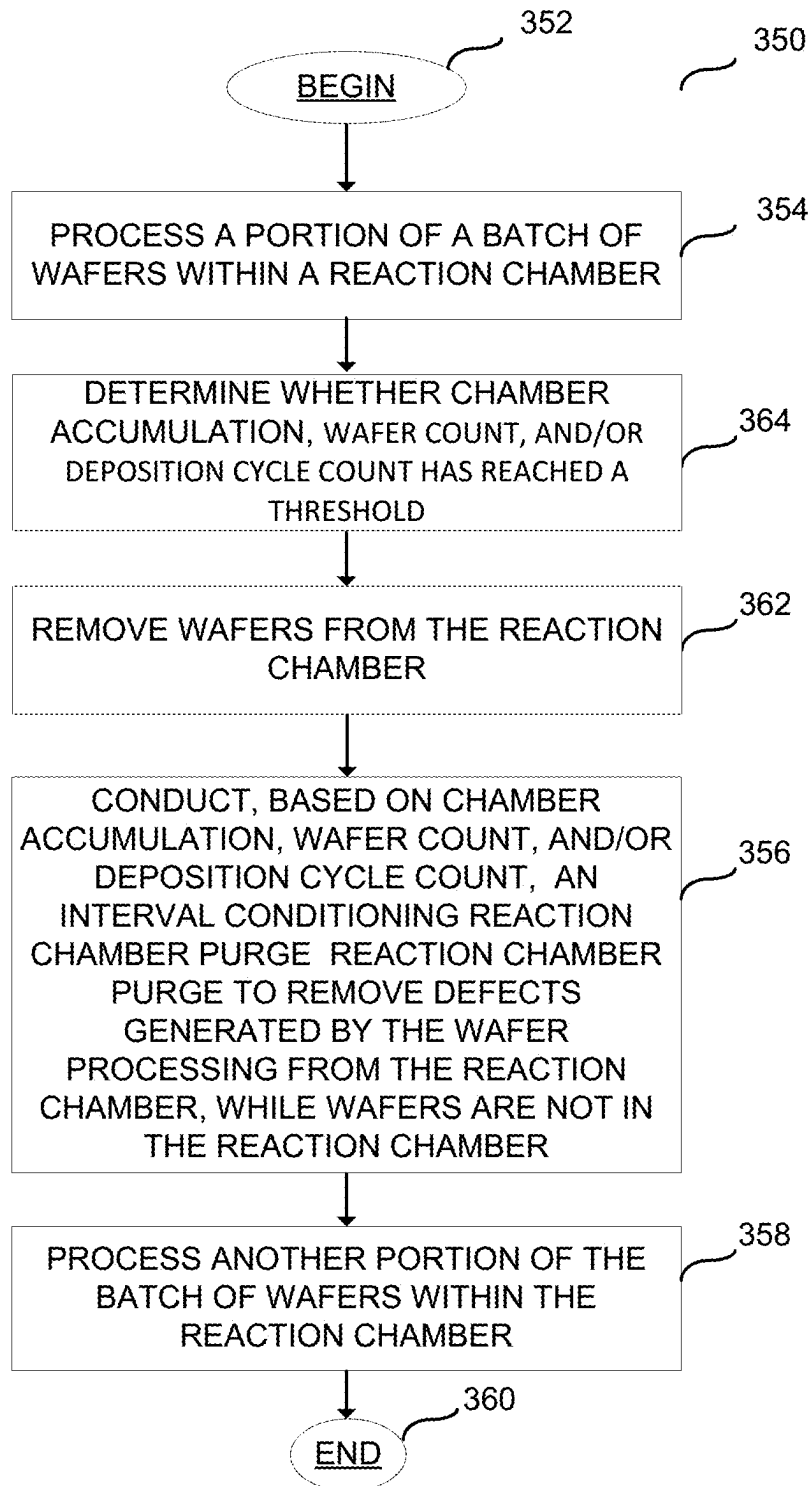 352
350
BEGIN
354
PROCESS A PORTION OF A BATCH OF
WAFERS WITHIN A REACTION CHAMBER
DETERMINE WHETHER CHAMBER
ACCUMULATION, WAFER COUNT, AND/OR
DEPOSITION CYCLE COUNT HAS REACHED A
THRESHOLD
364
REMOVE WAFERS FROM THE REACTION
CHAMBER
362
CONDUCT, BASED ON CHAMBER
ACCUMULATION, WAFER COUNT, AND/OR
DEPOSITION CYCLE COUNT, AN
INTERVAL CONDITIONING REACTION
CHAMBER PURGE REACTION CHAMBER
PURGE TO REMOVE DEFECTS
GENERATED BY THE WAFER
PROCESSING FROM THE REACTION
CHAMBER, WHILE WAFERS ARE NOT IN
THE REACTION CHAMBER
356
PROCESS ANOTHER PORTION OF THE
BATCH OF WAFERS WITHIN THE
REACTION CHAMBER
358
360
END